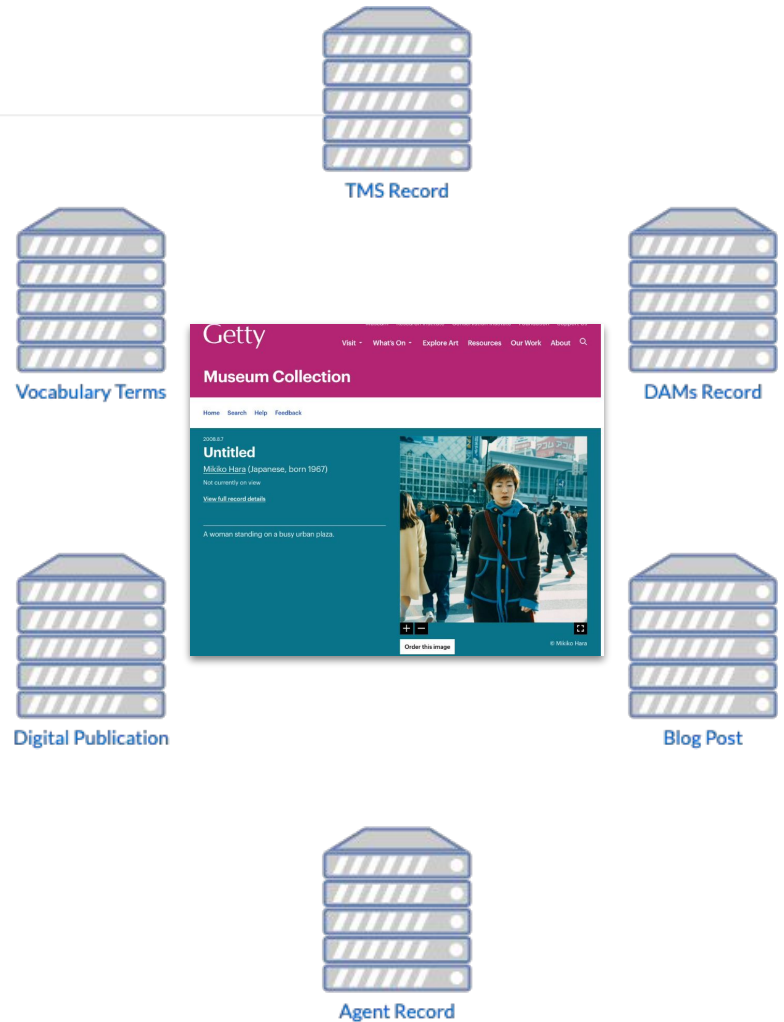 TMS Record
Vocabulary Terms
DAMs Record
Getty
Visit What's On Explore Art Resources Our Work About
Museum Collection
Home Search Help Feedback
2008.8.7
Untitled
Mikiko Hara (Japanese, born 1967)
Not currently on view
View full record details
A woman standing on a busy urban plaza.
Order this image
© Mikiko Hara
Digital Publication
Blog Post
Agent Record